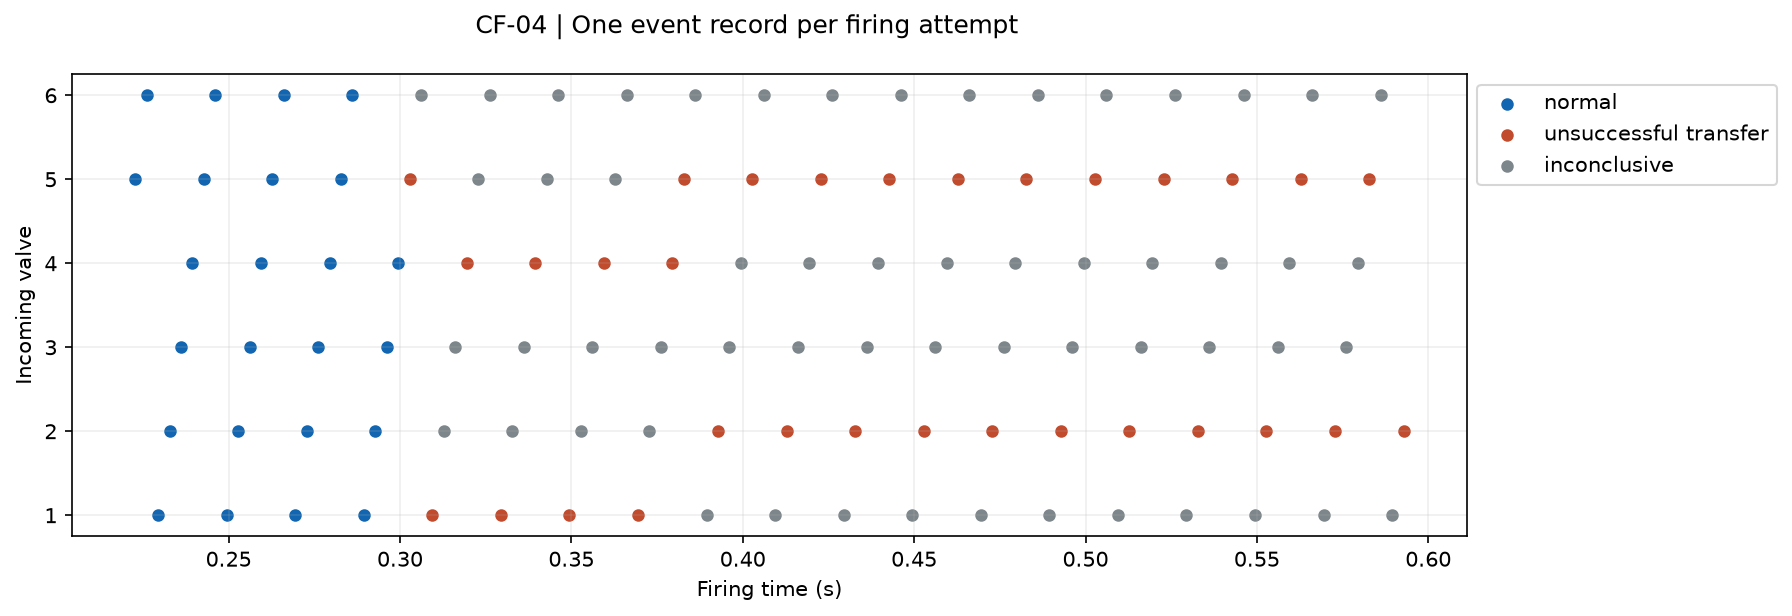 CF-04 | One event record per firing attempt
normal
unsuccessful transfer
inconclusive
Incoming valve
6
5
4
3
2
1
0.25 0.30 0.35 0.40 0.45 0.50 0.55 0.60
Firing time (s)